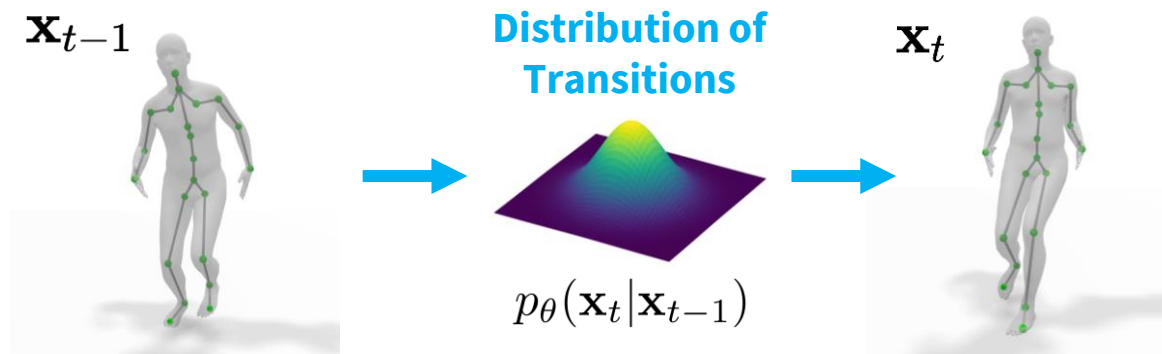 x_{t-1}
Distribution of
Transitions
x_t
p_θ(x_t|x_{t-1})